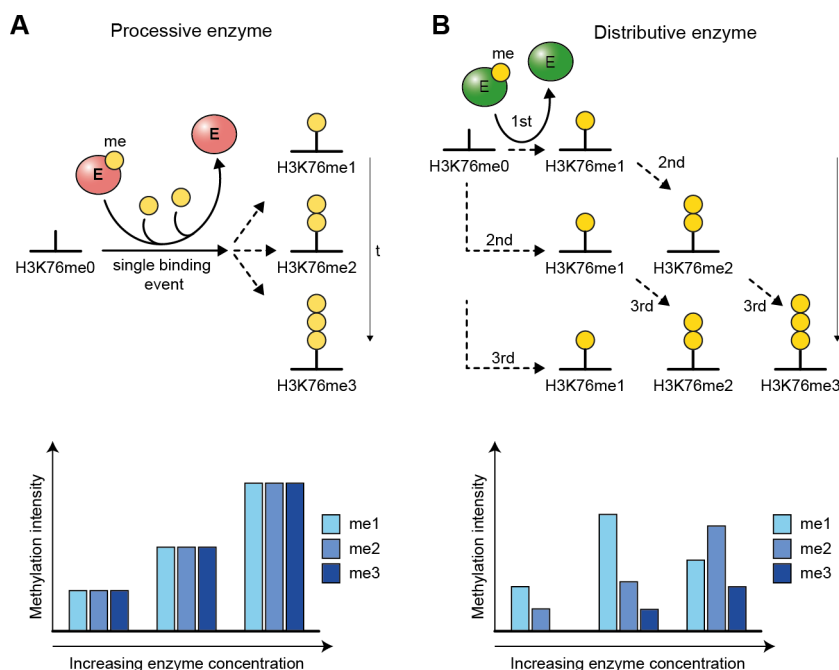 A
Processive enzyme
me
E
E
H3K76me0
single binding
event
H3K76me1
H3K76me2
H3K76me3
t
Methylation intensity
me1
me2
me3
Increasing enzyme concentration
B
Distributive enzyme
me
E
E
1st
H3K76me0
H3K76me1
2nd
2nd
H3K76me1
H3K76me2
3rd
3rd
3rd
H3K76me1
H3K76me2
H3K76me3
Methylation intensity
me1
me2
me3
Increasing enzyme concentration